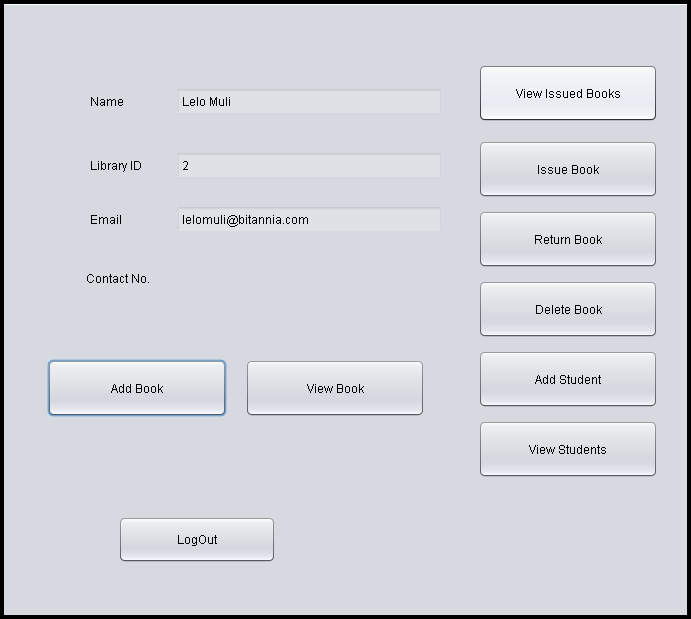 Name Lelo Muli
Library ID 2
Email lelomuli@bitannia.com
Contact No.
Add Book
View Book
LogOut
View Issued Books
Issue Book
Return Book
Delete Book
Add Student
View Students